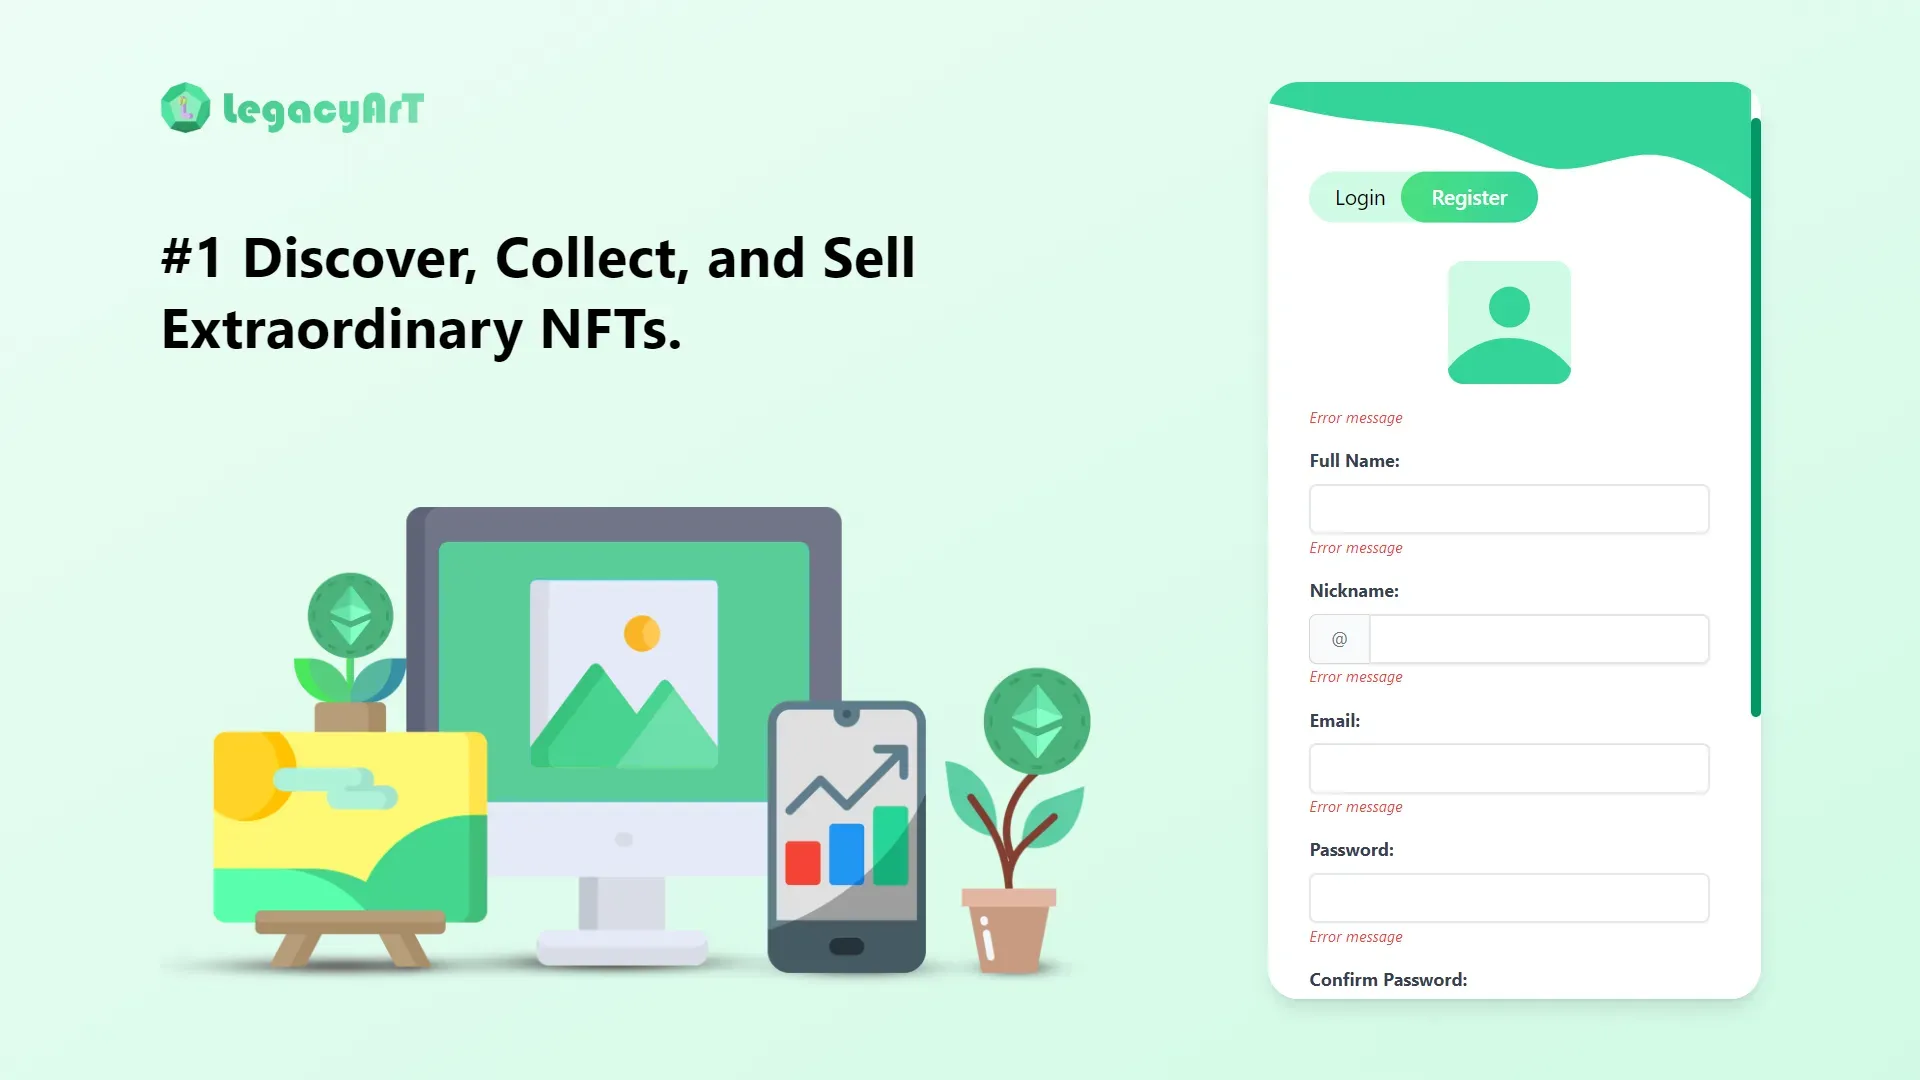 LegacyArT
#1 Discover, Collect, and Sell
Extraordinary NFTs.
Login
Register
Error message
Full Name:
Error message
Nickname:
@
Error message
Email:
Error message
Password:
Error message
Confirm Password: